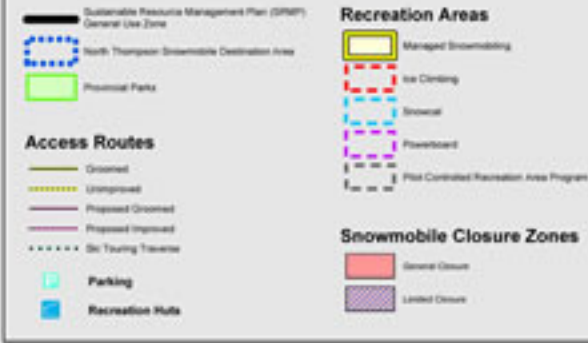 Sustainable Resource Management Plan (SRMP)
General Use Zone
North Thompson Snowmobile Destination Area
Provincial Parks
Access Routes
Groomed
Unimproved
Proposed Groomed
Proposed Improved
Ski Touring Traverse
Parking
Recreation Huts
Recreation Areas
Managed Snowmobiling
Ice Climbing
Snowcat
Powerboard
Pilot Controlled Recreation Area Program
Snowmobile Closure Zones
General Closure
Limited Closure